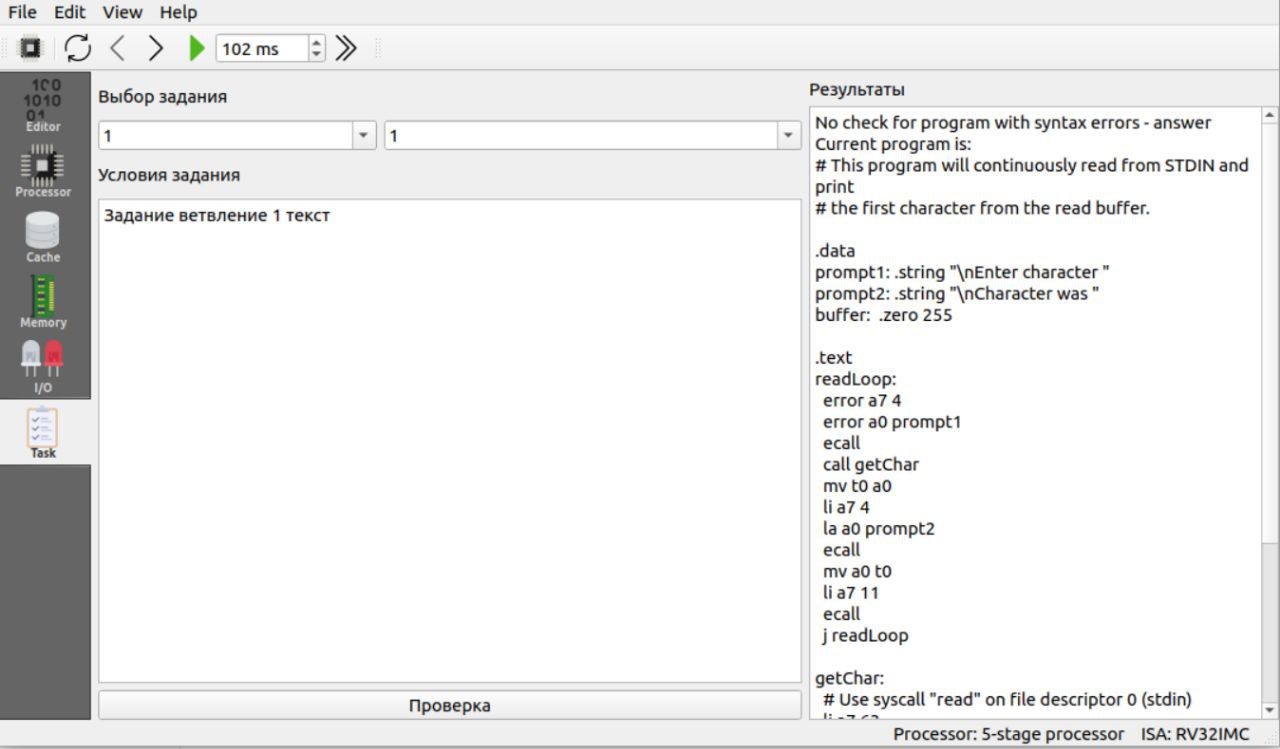 File Edit View Help
102 ms
Editor
Processor
Cache
Memory
I/O
Task
Выбор задания
1
1
Условия задания
Задание ветвление 1 текст
Проверка
Результаты
No check for program with syntax errors - answer
Current program is:
# This program will continuously read from STDIN and
print
# the first character from the read buffer.
.data
prompt1: .string "\nEnter character "
prompt2: .string "\nCharacter was "
buffer: .zero 255
.text
readLoop:
error a7 4
error a0 prompt1
ecall
call getChar
mv t0 a0
li a7 4
la a0 prompt2
ecall
mv a0 t0
li a7 11
ecall
j readLoop
getChar:
# Use syscall "read" on file descriptor 0 (stdin)
li a7 63
Processor: 5-stage processor ISA: RV32IMC